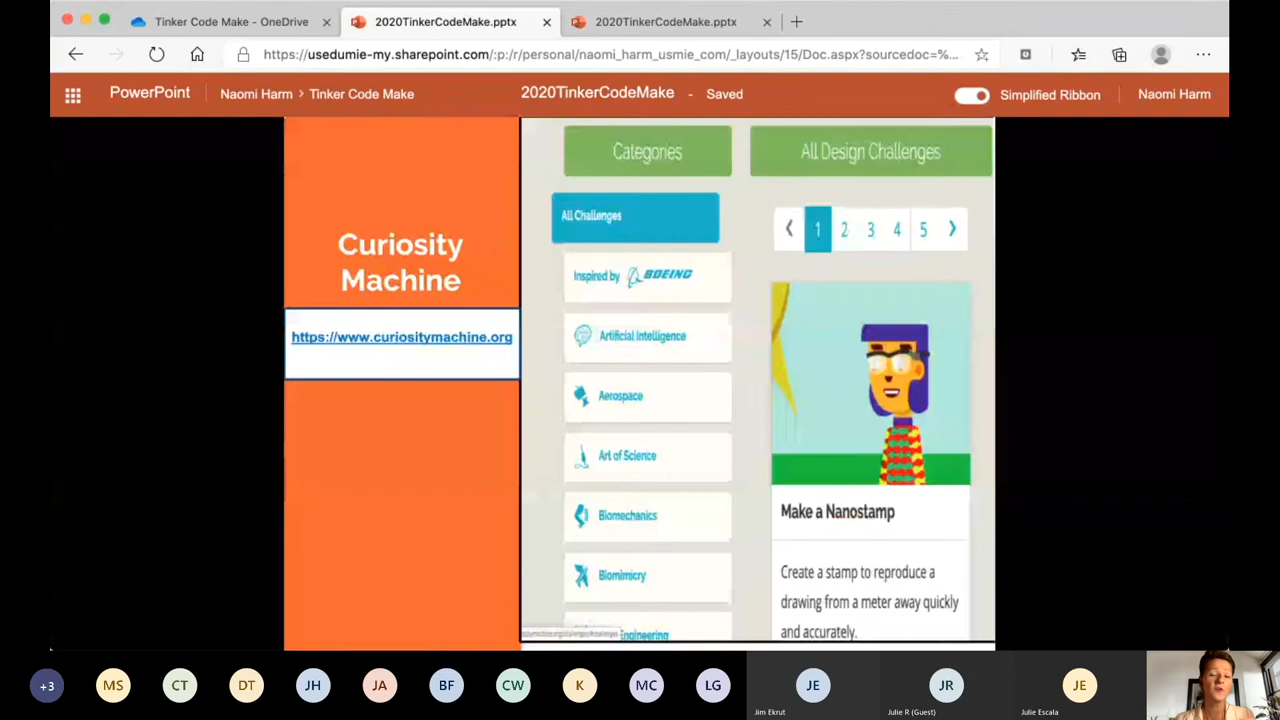 Tinker Code Make - OneDrive
2020TinkerCodeMake.pptx
2020TinkerCodeMake.pptx
https://usedumie-my.sharepoint.com/:p:/r/personal/naomi_harm_usmie_com/_layouts/15/Doc.aspx?sourcedoc=%...
PowerPoint
Naomi Harm > Tinker Code Make
2020TinkerCodeMake - Saved
Simplified Ribbon
Naomi Harm
Curiosity
Machine
https://www.curiositymachine.org
Categories
All Challenges
Inspired by BOEING
Artificial Intelligence
Aerospace
Art of Science
Biomechanics
Biomimicry
Engineering
All Design Challenges
1 2 3 4 5
Make a Nanostamp
Create a stamp to reproduce a
drawing from a meter away quickly
and accurately.
+3
MS
CT
DT
JH
JA
BF
CW
K
MC
LG
JE
Jim Ekrut
JR
Julie R (Guest)
JE
Julie Escala